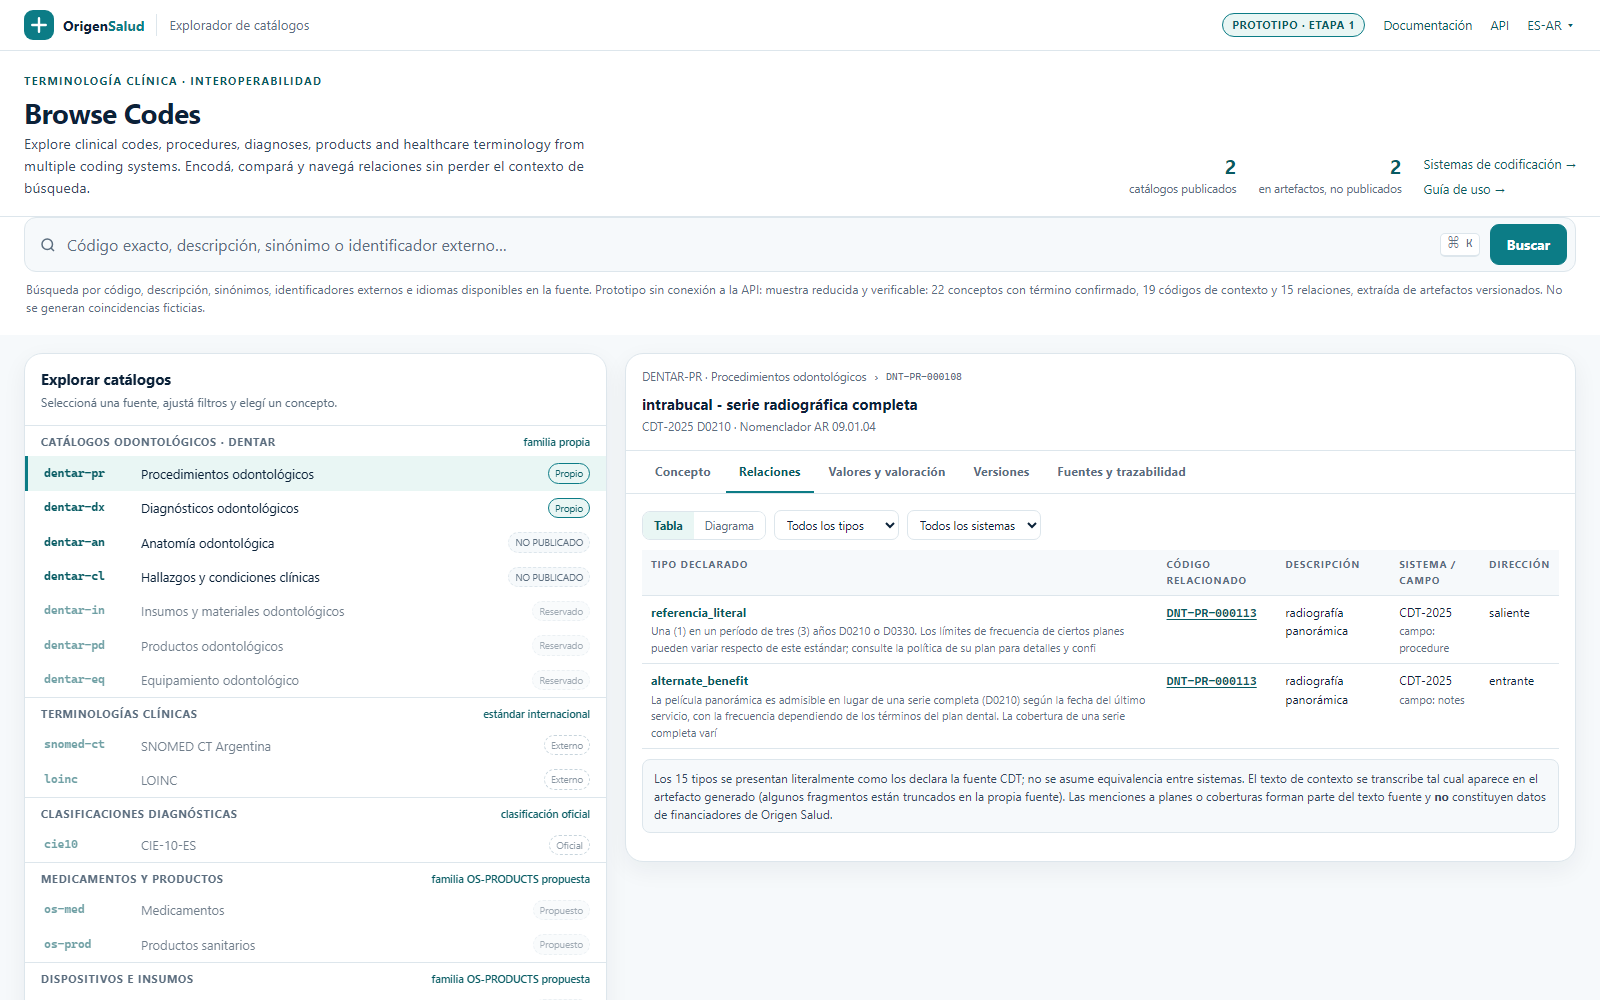 OrigenSalud
Explorador de catálogos
PROTOTIPO · ETAPA 1
Documentación
API
ES-AR
TERMINOLOGÍA CLÍNICA · INTEROPERABILIDAD
Browse Codes
Explore clinical codes, procedures, diagnoses, products and healthcare terminology from
multiple coding systems. Encodá, compará y navegá relaciones sin perder el contexto de
búsqueda.
2
catálogos publicados
2
en artefactos, no publicados
Sistemas de codificación →
Guía de uso →
Código exacto, descripción, sinónimo o identificador externo...
⌘ K
Buscar
Búsqueda por código, descripción, sinónimos, identificadores externos e idiomas disponibles en la fuente. Prototipo sin conexión a la API: muestra reducida y verificable: 22 conceptos con término confirmado, 19 códigos de contexto y 15 relaciones, extraída de artefactos versionados. No
se generan coincidencias ficticias.
Explorar catálogos
Seleccioná una fuente, ajustá filtros y elegí un concepto.
CATÁLOGOS ODONTOLÓGICOS · DENTAR
familia propia
dentar-pr Procedimientos odontológicos Propio
dentar-dx Diagnósticos odontológicos Propio
dentar-an Anatomía odontológica NO PUBLICADO
dentar-cl Hallazgos y condiciones clínicas NO PUBLICADO
dentar-in Insumos y materiales odontológicos Reservado
dentar-pd Productos odontológicos Reservado
dentar-eq Equipamiento odontológico Reservado
TERMINOLOGÍAS CLÍNICAS
estándar internacional
snomed-ct SNOMED CT Argentina Externo
loinc LOINC Externo
CLASIFICACIONES DIAGNÓSTICAS
clasificación oficial
cie10 CIE-10-ES Oficial
MEDICAMENTOS Y PRODUCTOS
familia OS-PRODUCTS propuesta
os-med Medicamentos Propuesto
os-prod Productos sanitarios Propuesto
DISPOSITIVOS E INSUMOS
familia OS-PRODUCTS propuesta
DENTAR-PR · Procedimientos odontológicos › DNT-PR-000108
intrabucal - serie radiográfica completa
CDT-2025 D0210 · Nomenclador AR 09.01.04
Concepto
Relaciones
Valores y valoración
Versiones
Fuentes y trazabilidad
Tabla
Diagrama
Todos los tipos
Todos los sistemas
TIPO DECLARADO
CÓDIGO
RELACIONADO
DESCRIPCIÓN
SISTEMA /
CAMPO
DIRECCIÓN
referencia_literal
Una (1) en un período de tres (3) años D0210 o D0330. Los límites de frecuencia de ciertos planes
pueden variar respecto de este estándar; consulte la política de su plan para detalles y confi
DNT-PR-000113
radiografía
panorámica
CDT-2025
campo:
procedure
saliente
alternate_benefit
La película panorámica es admisible en lugar de una serie completa (D0210) según la fecha del último
servicio, con la frecuencia dependiendo de los términos del plan dental. La cobertura de una serie
completa varí
DNT-PR-000113
radiografía
panorámica
CDT-2025
campo: notes
entrante
Los 15 tipos se presentan literalmente como los declara la fuente CDT; no se asume equivalencia entre sistemas. El texto de contexto se transcribe tal cual aparece en el
artefacto generado (algunos fragmentos están truncados en la propia fuente). Las menciones a planes o coberturas forman parte del texto fuente y no constituyen datos
de financiadores de Origen Salud.